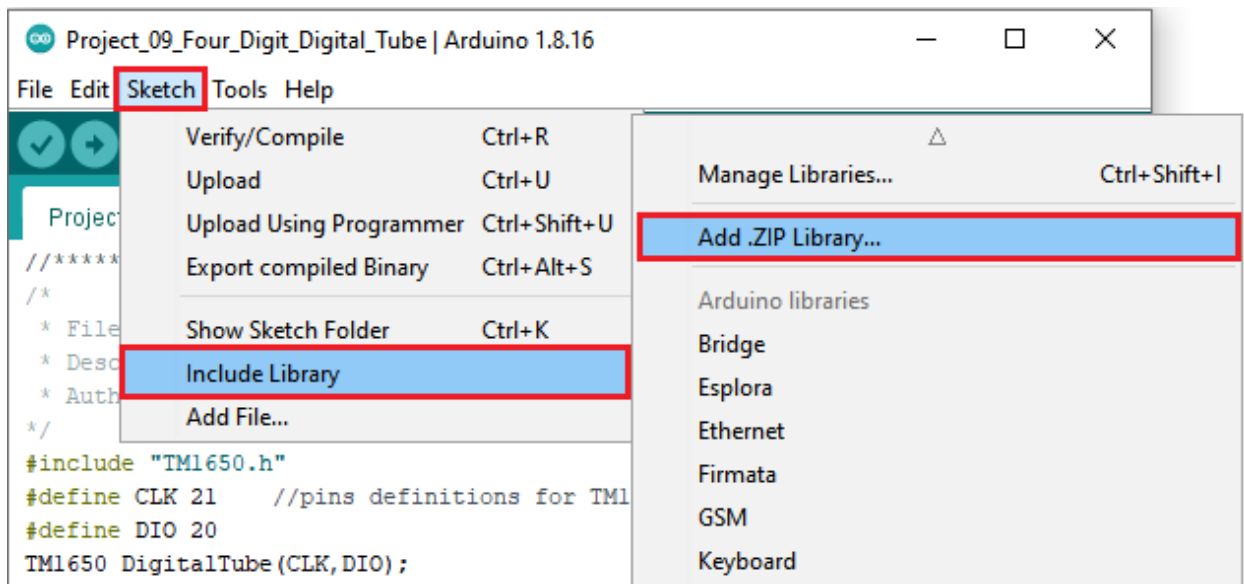 Project_09_Four_Digit_Digital_Tube | Arduino 1.8.16
File Edit Sketch Tools Help
Verify/Compile Ctrl+R
Upload Ctrl+U
Upload Using Programmer Ctrl+Shift+U
Export compiled Binary Ctrl+Alt+S
Show Sketch Folder Ctrl+K
Include Library
Add File...
Manage Libraries... Ctrl+Shift+I
Add .ZIP Library...
Arduino libraries
Bridge
Esplora
Ethernet
Firmata
GSM
Keyboard
Projec
//*****
/*
* File
* Desc
* Auth
*/
#include "TM1650.h"
#define CLK 21 //pins definitions for TM1
#define DIO 20
TM1650 DigitalTube(CLK,DIO);